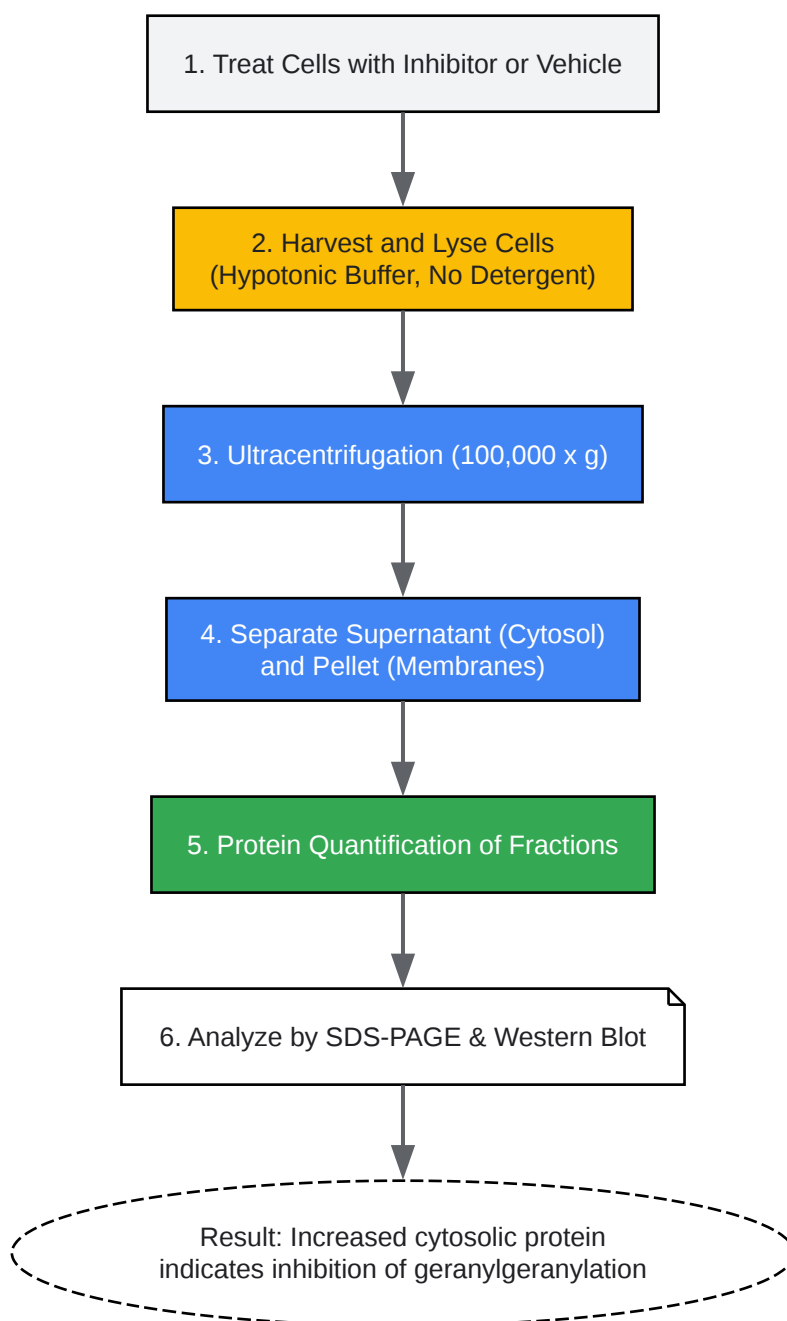 1. Treat Cells with Inhibitor or Vehicle
2. Harvest and Lyse Cells
(Hypotonic Buffer, No Detergent)
3. Ultracentrifugation (100,000 x g)
4. Separate Supernatant (Cytosol)
and Pellet (Membranes)
5. Protein Quantification of Fractions
6. Analyze by SDS-PAGE & Western Blot
Result: Increased cytosolic protein
indicates inhibition of geranylgeranylation